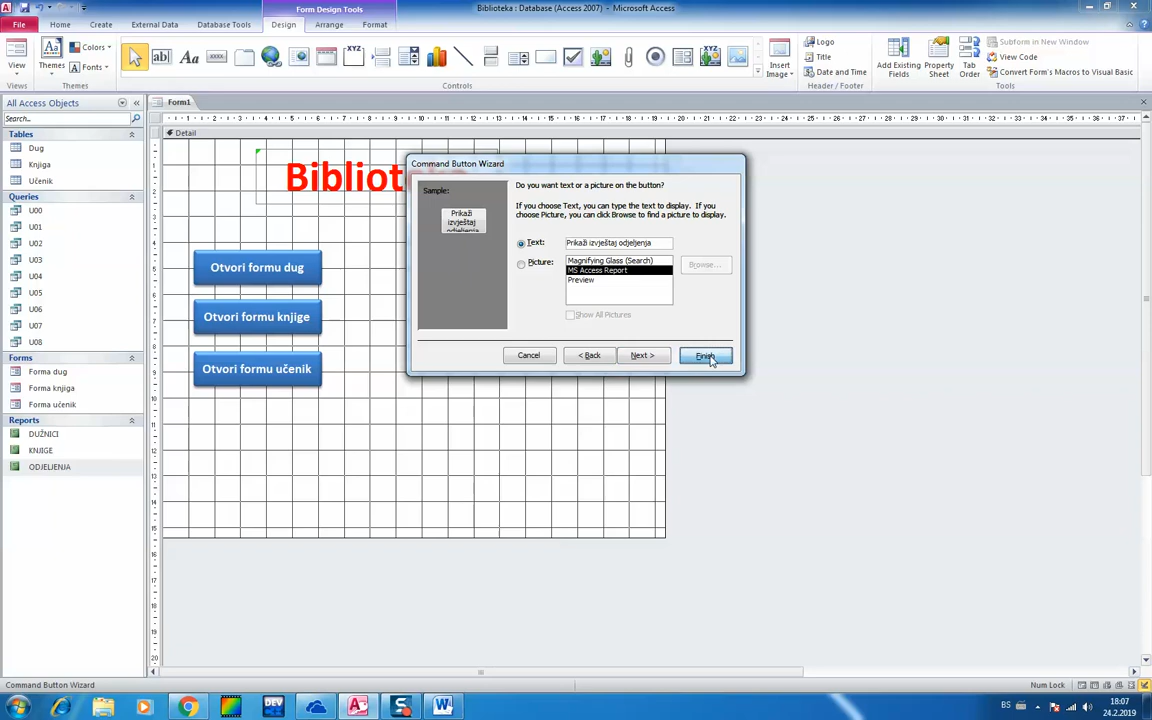 Form Design Tools
Biblioteka : Database (Access 2007) - Microsoft Access
File
Home
Create
External Data
Database Tools
Design
Arrange
Format
View
Views
Themes
Colors
Fonts
Themes
Aa
ab|
Aa
xxxx
XYZ
XYZ
Controls
Insert
Image
Logo
Title
Date and Time
Header / Footer
Add Existing
Fields
Property
Sheet
Tab
Order
Subform in New Window
View Code
Convert Form's Macros to Visual Basic
Tools
All Access Objects
Search...
Tables
Dug
Knjiga
Učenik
Queries
U00
U01
U02
U03
U04
U05
U06
U07
U08
Forms
Forma dug
Forma knjiga
Forma učenik
Reports
DUŽNICI
KNJIGE
ODJELJENJA
Form1
Detail
Bibliot
Otvori formu dug
Otvori formu knjige
Otvori formu učenik
Command Button Wizard
Sample:
Prikaži
izvještaj
odjeljenja
Do you want text or a picture on the button?
If you choose Text, you can type the text to display. If you
choose Picture, you can click Browse to find a picture to display.
Text:
Prikaži izvještaj odjeljenja
Picture:
Magnifying Glass (Search)
MS Access Report
Preview
Browse...
Show All Pictures
Cancel
< Back
Next >
Finish
Command Button Wizard
Num Lock
DEV
BS
18:07
24.2.2019